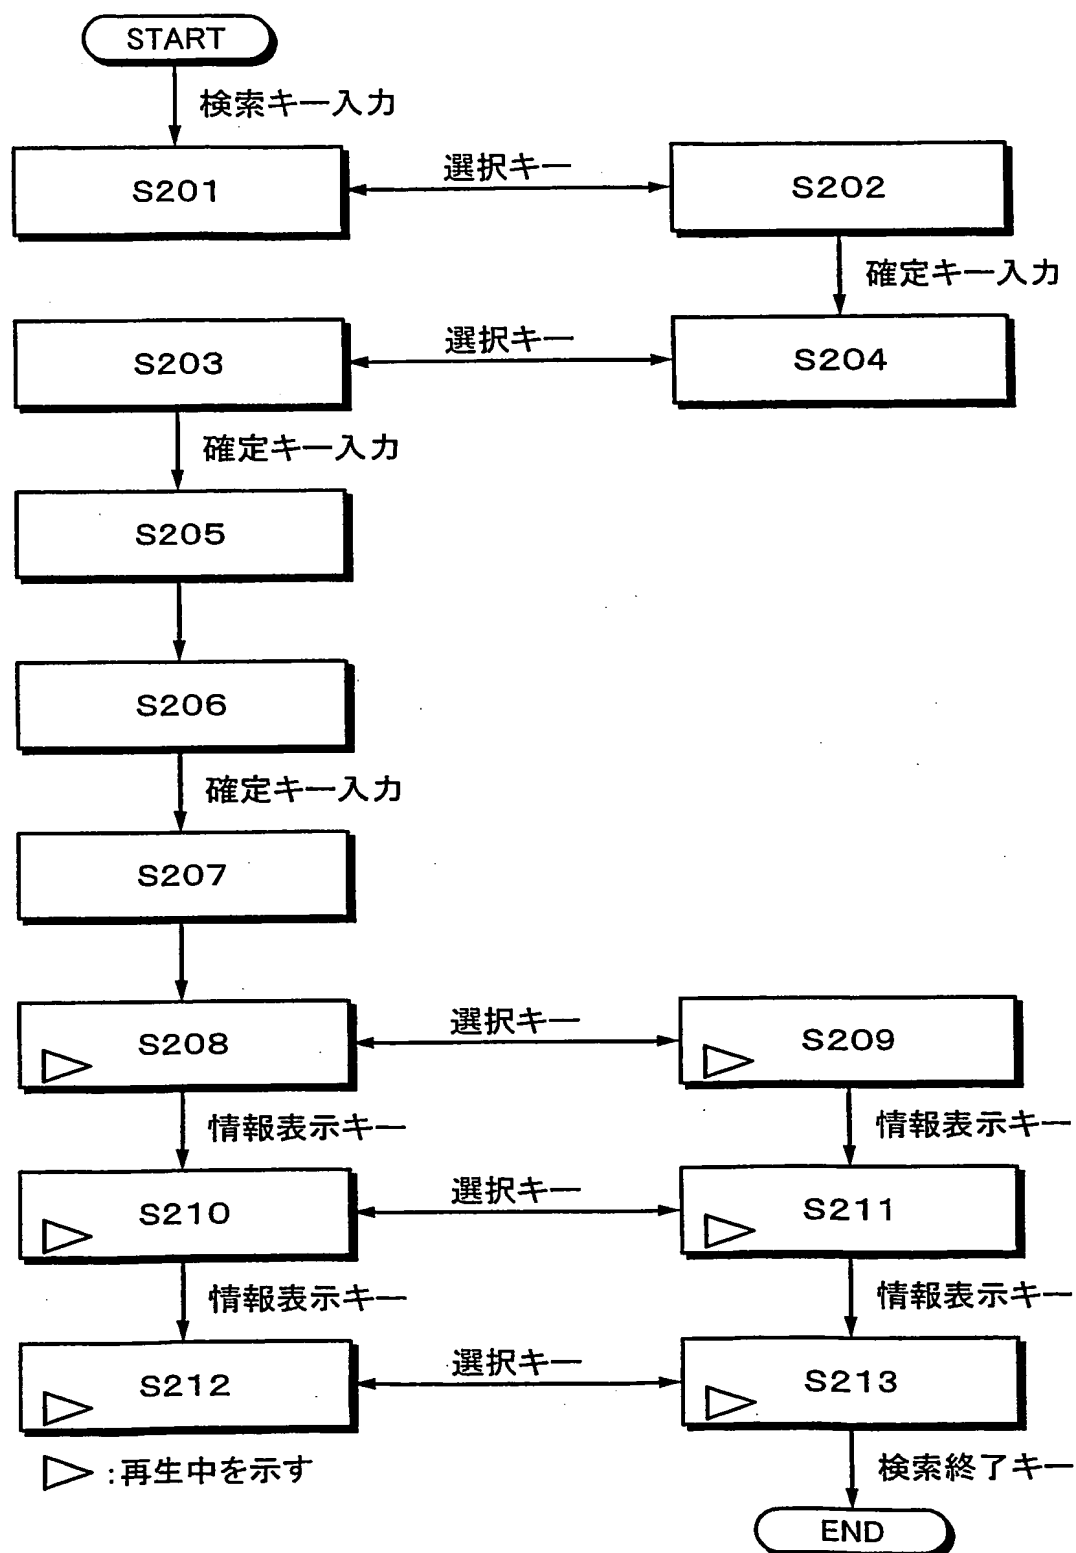 START
検索キー入力
S201
選択キー
S202
確定キー入力
S203
選択キー
S204
確定キー入力
S205
S206
確定キー入力
S207
S208
選択キー
S209
情報表示キー
情報表示キー
S210
選択キー
S211
情報表示キー
情報表示キー
S212
選択キー
S213
:再生中を示す
検索終了キー
END